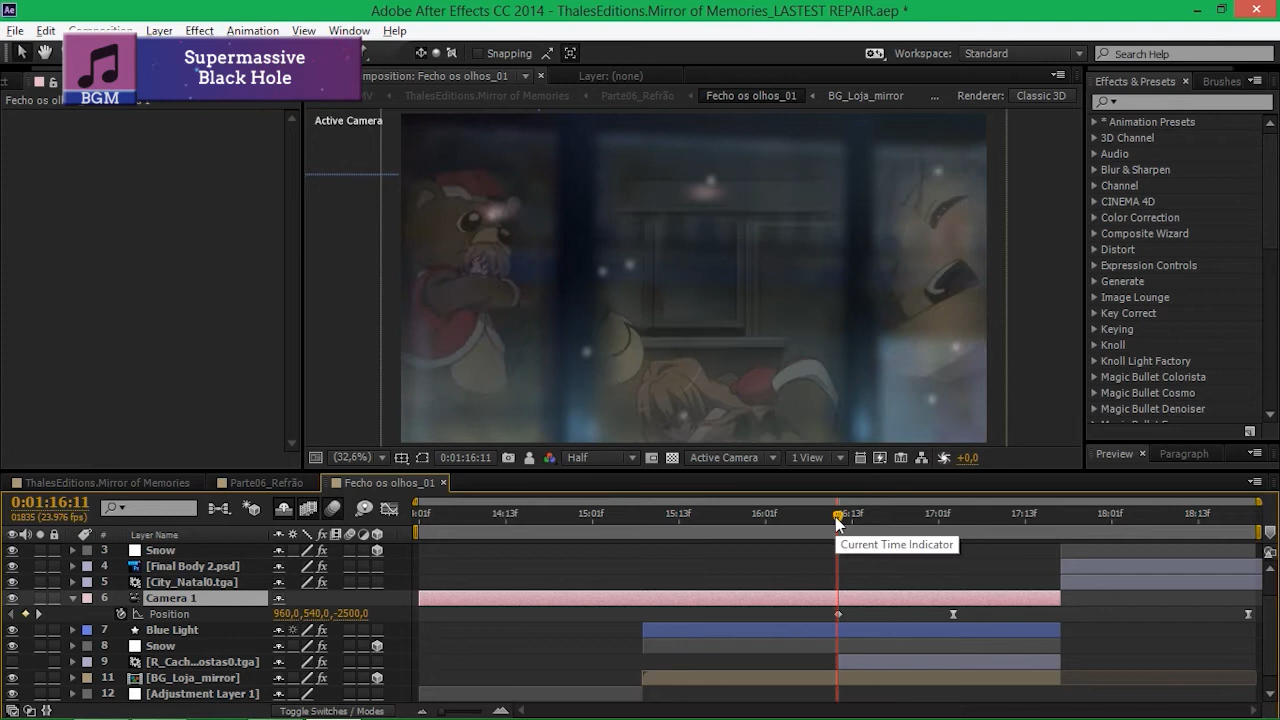 Adobe After Effects CC 2014 - ThalesEditions.Mirror of Memories_LASTEST REPAIR.aep *
File Edit Composition Layer Effect Animation View Window Help
Supermassive
Black Hole
BGM
Snapping
Workspace: Standard
Search Help
Composition: Fecho os olhos_01
Layer: (none)
Effects & Presets
Brushes
Fecho os
1
ThalesEditions.Mirror of Memories
Parte06_Refrão
Fecho os olhos_01
BG_Loja_mirror
...
Renderer:
Classic 3D
Active Camera
* Animation Presets
3D Channel
Audio
Blur & Sharpen
Channel
CINEMA 4D
Color Correction
Composite Wizard
Distort
Expression Controls
Generate
Image Lounge
Key Correct
Keying
Knoll
Knoll Light Factory
Magic Bullet Colorista
Magic Bullet Cosmo
Magic Bullet Denoiser
(32,6%)
0:01:16:11
Half
Active Camera
1 View
+0,0
Preview
Paragraph
ThalesEditions.Mirror of Memories
Parte06_Refrão
Fecho os olhos_01
0:01:16:11
01835 (23.976 fps)
:01f 14:13f 15:01f 15:13f 16:01f 16:13f 17:01f 17:13f 18:01f 18:13f
Current Time Indicator
# Layer Name
3 Snow
4 [Final Body 2.psd]
5 [City_Natal0.tga]
6 Camera 1
Position 960,0,540,0,-2500,0
7 Blue Light
8 Snow
9 [R_Cach...ostas0.tga]
11 [BG_Loja_mirror]
12 [Adjustment Layer 1]
Toggle Switches / Modes